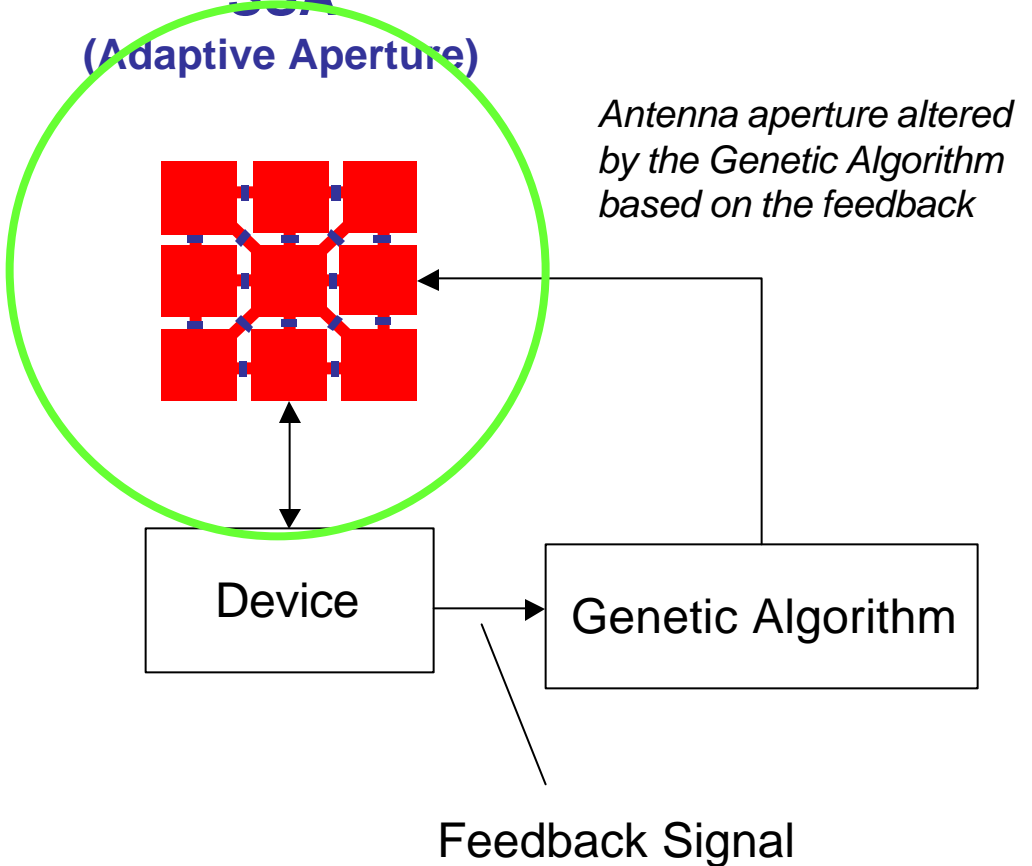 (Adaptive Aperture)
Antenna aperture altered
by the Genetic Algorithm
based on the feedback
Device
Genetic Algorithm
Feedback Signal